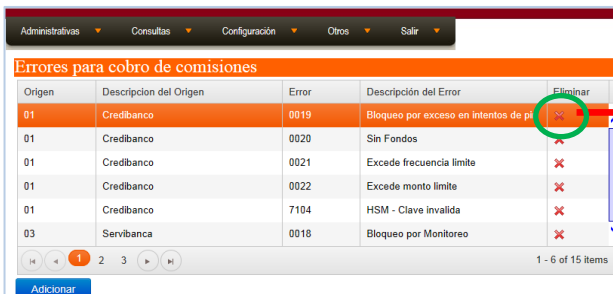 Administrativas Consultas Configuración Otros Salir
Errores para cobro de comisiones
Origen Descripcion del Origen Error Descripción del Error Eliminar
01 Credibanco 0019 Bloqueo por exceso en intentos de pi
01 Credibanco 0020 Sin Fondos
01 Credibanco 0021 Excede frecuencia limite
01 Credibanco 0022 Excede monto limite
01 Credibanco 7104 HSM - Clave invalida
03 Servibanca 0018 Bloqueo por Monitoreo
1 2 3 1 - 6 of 15 items
Adicionar